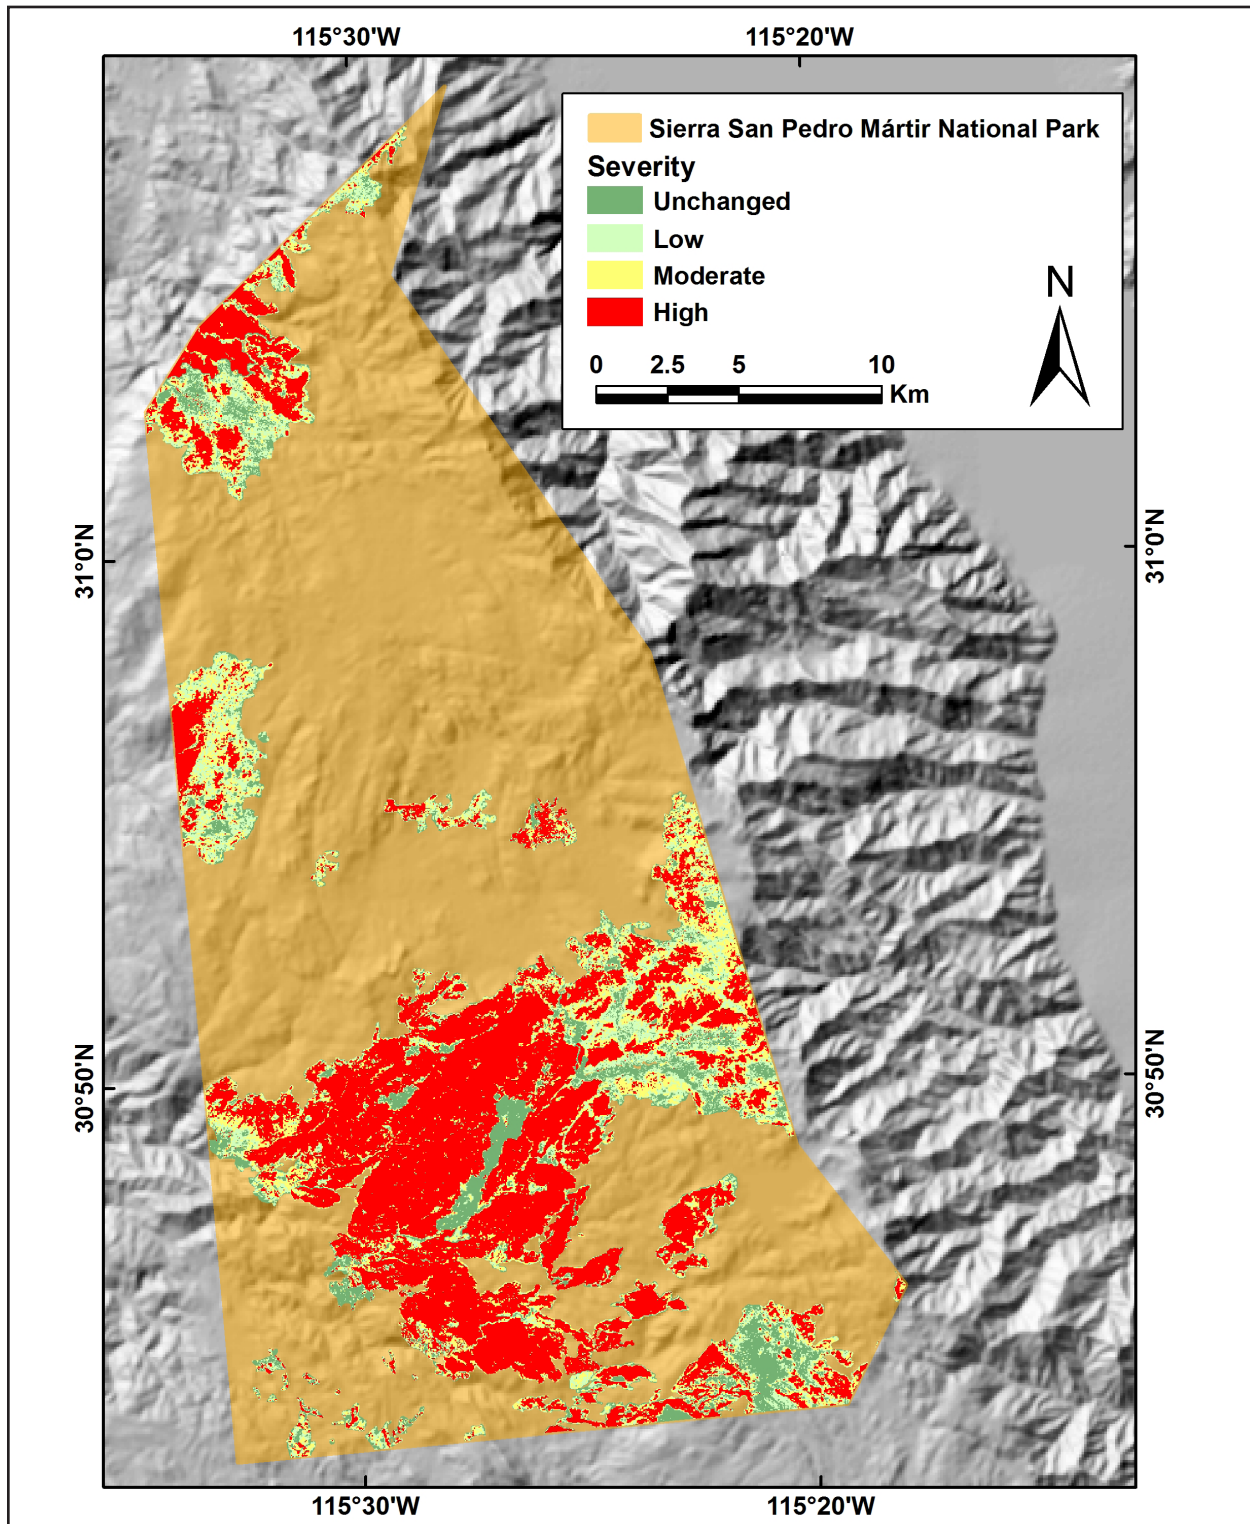 115°30'W 115°20'W
Sierra San Pedro Mártir National Park
Severity
Unchanged
Low
Moderate
High
N
0 2.5 5 10
Km
31°0'N 31°0'N
30°50'N 30°50'N
115°30'W 115°20'W